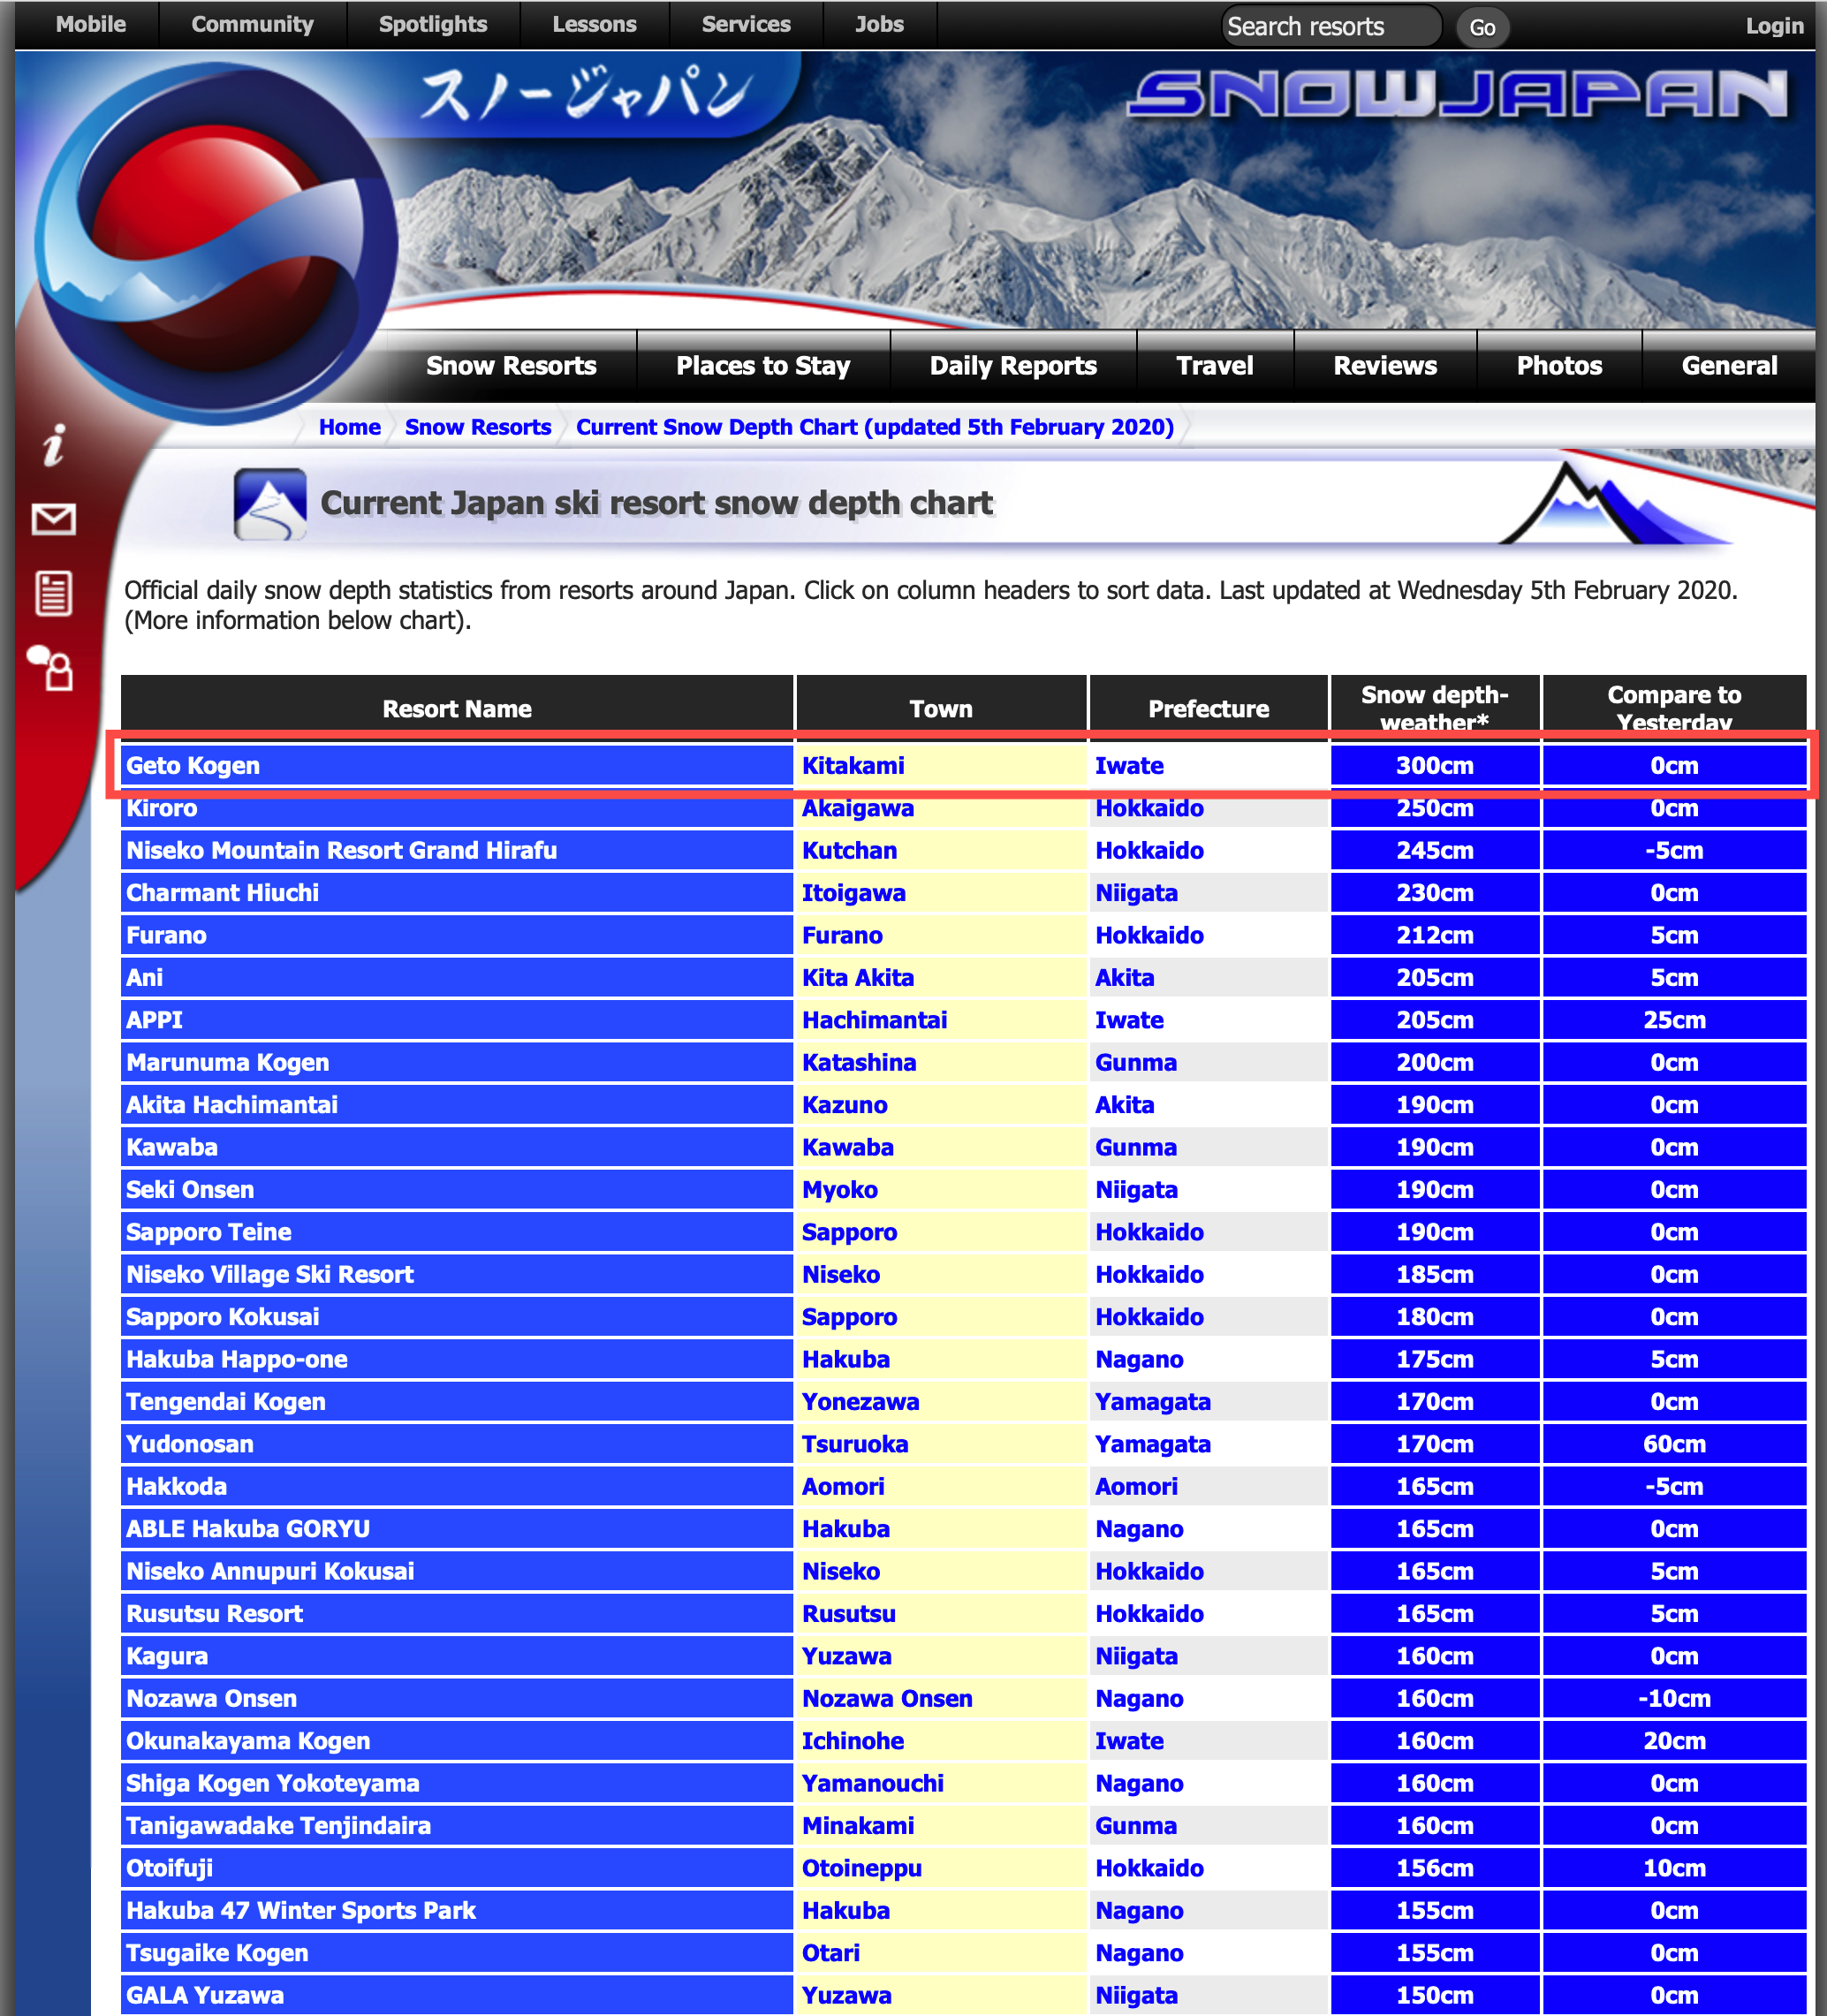 Mobile Community Spotlights Lessons Services Jobs Search resorts Go Login
スノージャパン SNOWJAPAN
Snow Resorts Places to Stay Daily Reports Travel Reviews Photos General
Home Snow Resorts Current Snow Depth Chart (updated 5th February 2020)
Current Japan ski resort snow depth chart
Official daily snow depth statistics from resorts around Japan. Click on column headers to sort data. Last updated at Wednesday 5th February 2020.
(More information below chart).
Resort Name Town Prefecture Snow depth-weather* Compare to Yesterday
Geto Kogen Kitakami Iwate 300cm 0cm
Kiroro Akaigawa Hokkaido 250cm 0cm
Niseko Mountain Resort Grand Hirafu Kutchan Hokkaido 245cm -5cm
Charmant Hiuchi Itoigawa Niigata 230cm 0cm
Furano Furano Hokkaido 212cm 5cm
Ani Kita Akita Akita 205cm 5cm
APPI Hachimantai Iwate 205cm 25cm
Marunuma Kogen Katashina Gunma 200cm 0cm
Akita Hachimantai Kazuno Akita 190cm 0cm
Kawaba Kawaba Gunma 190cm 0cm
Seki Onsen Myoko Niigata 190cm 0cm
Sapporo Teine Sapporo Hokkaido 190cm 0cm
Niseko Village Ski Resort Niseko Hokkaido 185cm 0cm
Sapporo Kokusai Sapporo Hokkaido 180cm 0cm
Hakuba Happo-one Hakuba Nagano 175cm 5cm
Tengendai Kogen Yonezawa Yamagata 170cm 0cm
Yudonosan Tsuruoka Yamagata 170cm 60cm
Hakkoda Aomori Aomori 165cm -5cm
ABLE Hakuba GORYU Hakuba Nagano 165cm 0cm
Niseko Annupuri Kokusai Niseko Hokkaido 165cm 5cm
Rusutsu Resort Rusutsu Hokkaido 165cm 5cm
Kagura Yuzawa Niigata 160cm 0cm
Nozawa Onsen Nozawa Onsen Nagano 160cm -10cm
Okunakayama Kogen Ichinohe Iwate 160cm 20cm
Shiga Kogen Yokoteyama Yamanouchi Nagano 160cm 0cm
Tanigawadake Tenjindaira Minakami Gunma 160cm 0cm
Otoifuji Otoineppu Hokkaido 156cm 10cm
Hakuba 47 Winter Sports Park Hakuba Nagano 155cm 0cm
Tsugaike Kogen Otari Nagano 155cm 0cm
GALA Yuzawa Yuzawa Niigata 150cm 0cm